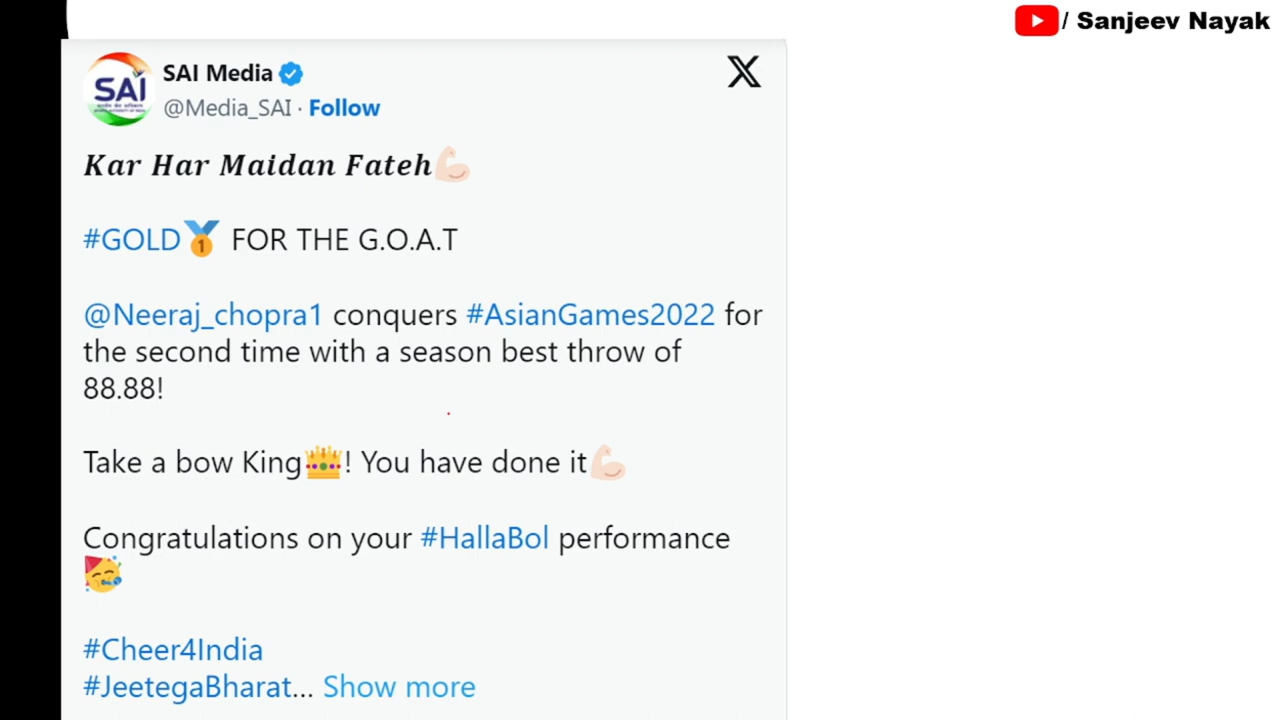 / Sanjeev Nayak
SAI Media
@Media_SAI · Follow
X
SAI
Kar Har Maidan Fateh💪🏻
#GOLD🥇 FOR THE G.O.A.T
@Neeraj_chopra1 conquers #AsianGames2022 for
the second time with a season best throw of
88.88!
Take a bow King👑! You have done it💪🏻
Congratulations on your #HallaBol performance
🥳
#Cheer4India
#JeetegaBharat... Show more